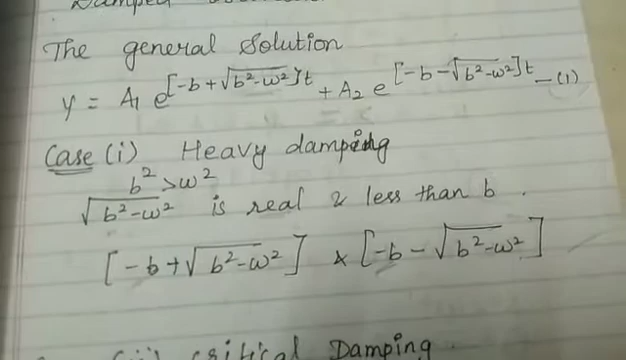 Damped
The general solution
y = A₁ e^[-b+√(b²-ω²)]t + A₂ e^[-b-√(b²-ω²)]t —(1)
Case (i) Heavy damping
b² > ω²
√(b²-ω²) is real & less than b.
[-b+√(b²-ω²)] & [-b-√(b²-ω²)]
critical Damping